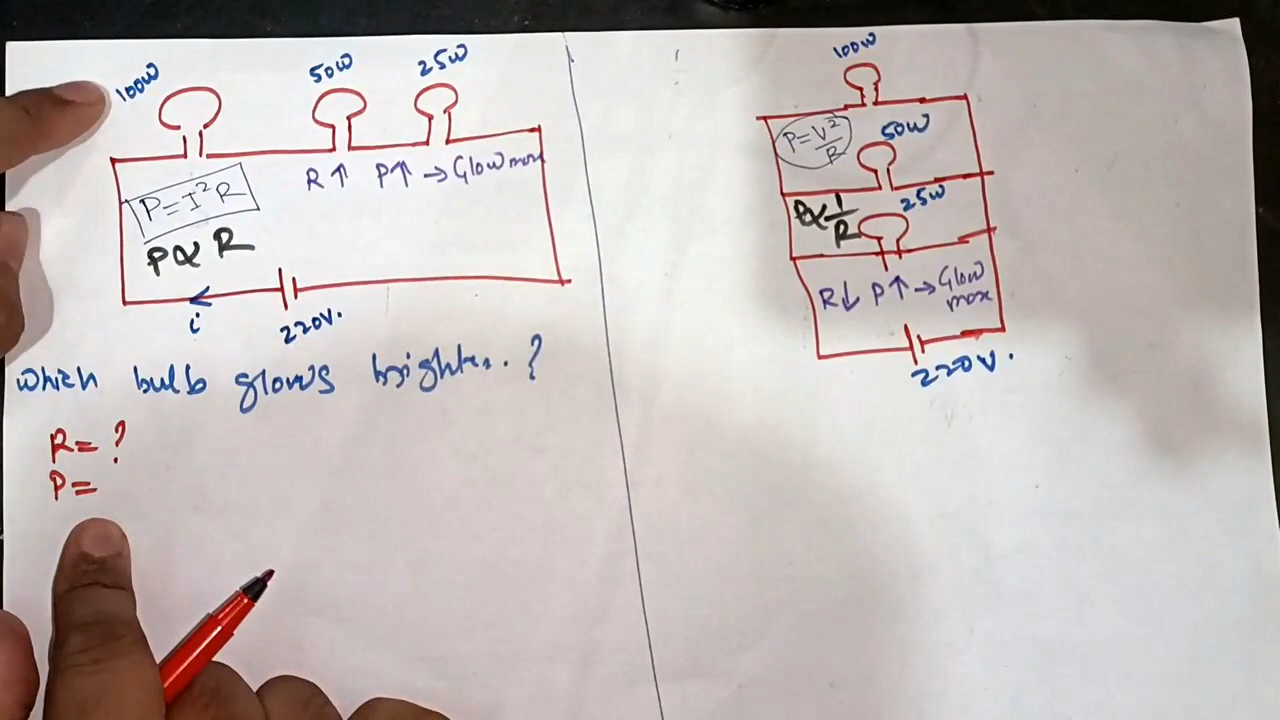 100W
50W
25W
P=I²R
R↑ P↑ → Glow max
P∝R
i
220V.
which bulb glows brighter.?
R= ?
P=
100W
P=V²/R
50W
P∝1/R
25W
R↓ P↑ → Glow
max
220V.